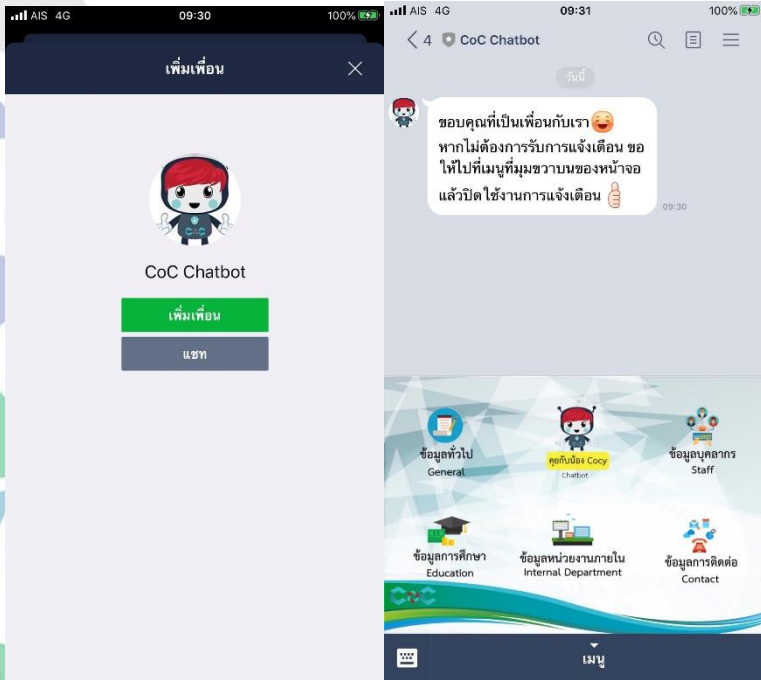 AIS 4G 09:30 100%
เพิ่มเพื่อน
CoC
CoC Chatbot
เพิ่มเพื่อน
แชท
AIS 4G 09:31 100%
4 CoC Chatbot
วันนี้
ขอบคุณที่เป็นเพื่อนกับเรา
หากไม่ต้องการรับการแจ้งเตือน ขอ
ให้ไปที่เมนูที่มุมขวาบนของหน้าจอ
แล้วปิดใช้งานการแจ้งเตือน
09:30
ข้อมูลทั่วไป
General
คุยกับน้อง Cocy
Chatbot
ข้อมูลบุคลากร
Staff
ข้อมูลการศึกษา
Education
ข้อมูลหน่วยงานภายใน
Internal Department
ข้อมูลการติดต่อ
Contact
CoC
เมนู